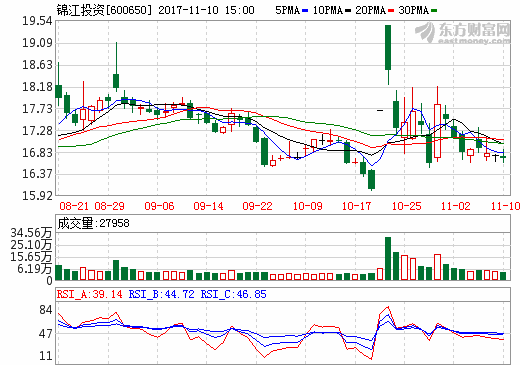 锦江投资[600650] 2017-11-10 15:00 5PMA 10PMA 20PMA 30PMA
东方财富网
eastmoney.com
19.54
19.09
18.63
18.18
17.73
17.28
16.83
16.37
15.92
08-21 08-29 09-06 09-14 09-22 10-09 10-17 10-25 11-02 11-10
成交量:27958
34.56万
25.10万
15.65万
6.19万
0
RSI_A:39.14 RSI_B:44.72 RSI_C:46.85
84
47
11